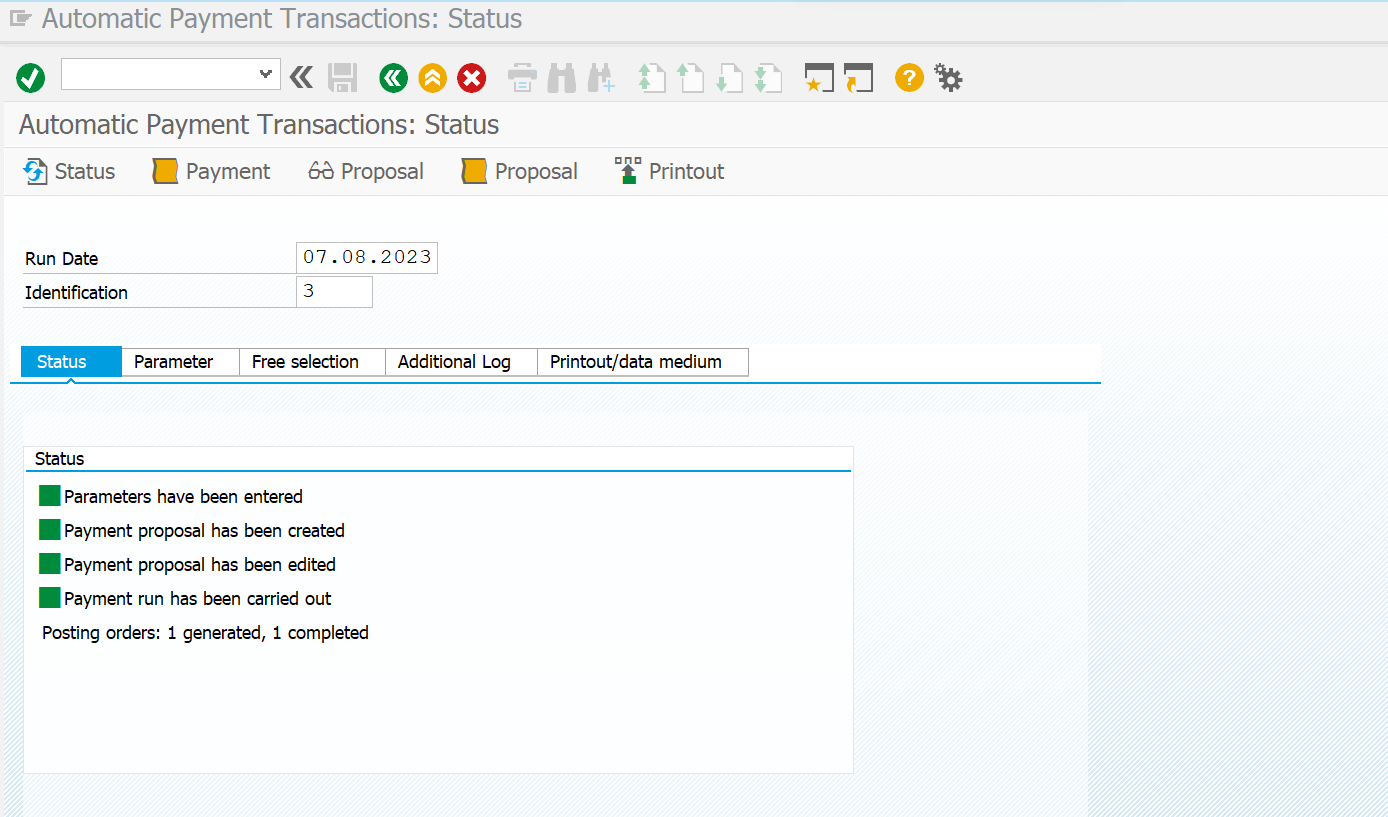 Automatic Payment Transactions: Status
Automatic Payment Transactions: Status
Status Payment Proposal Proposal Printout
Run Date 07.08.2023
Identification 3
Status Parameter Free selection Additional Log Printout/data medium
Status
Parameters have been entered
Payment proposal has been created
Payment proposal has been edited
Payment run has been carried out
Posting orders: 1 generated, 1 completed